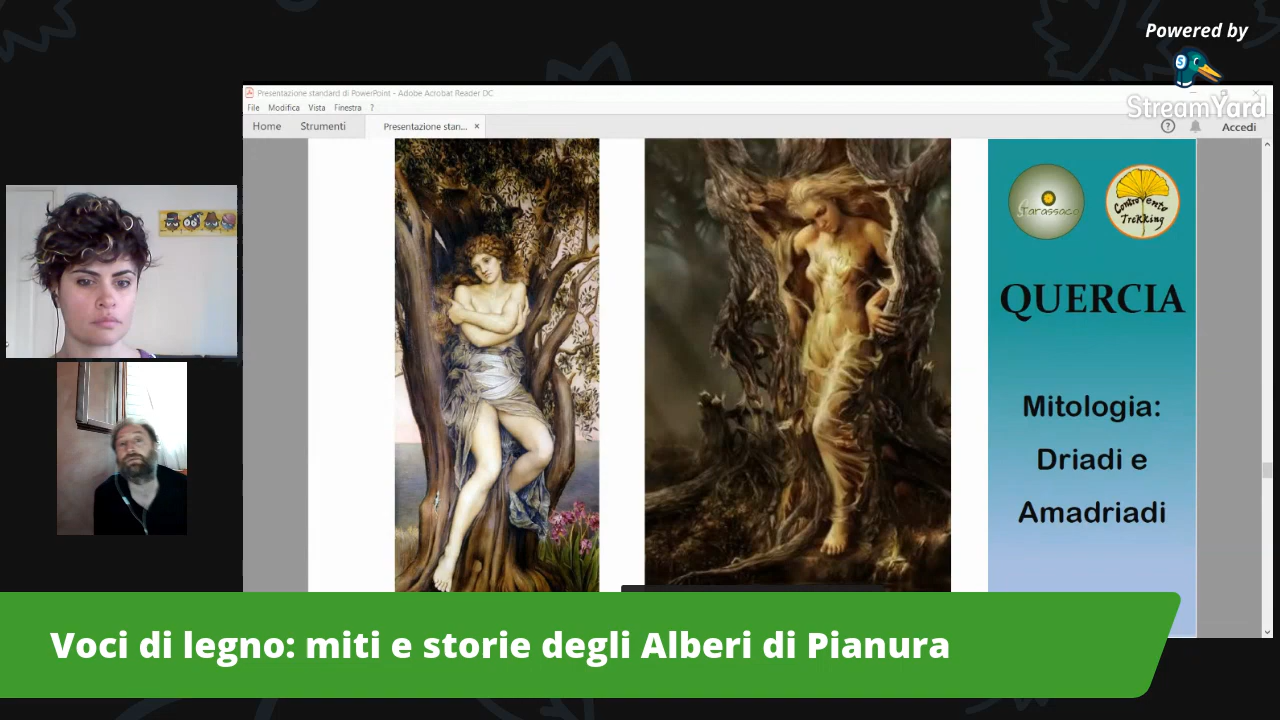 Powered by
StreamYard
Presentazione standard di PowerPoint - Adobe Acrobat Reader DC
File Modifica Vista Finestra ?
Home Strumenti Presentazione stan... × Accedi
Tarassaco
ControVento
Trekking
QUERCIA
Mitologia:
Driadi e
Amadriadi
Voci di legno: miti e storie degli Alberi di Pianura